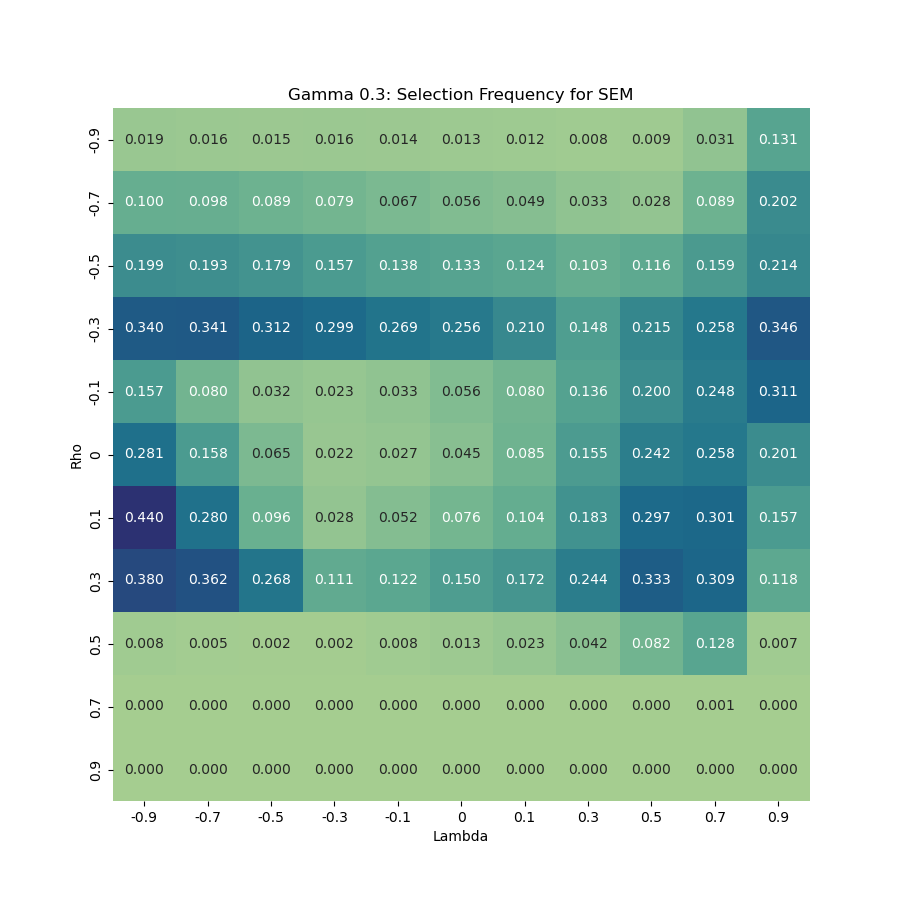 Gamma 0.3: Selection Frequency for SEM
-0.9 0.019 0.016 0.015 0.016 0.014 0.013 0.012 0.008 0.009 0.031 0.131
-0.7 0.100 0.098 0.089 0.079 0.067 0.056 0.049 0.033 0.028 0.089 0.202
-0.5 0.199 0.193 0.179 0.157 0.138 0.133 0.124 0.103 0.116 0.159 0.214
-0.3 0.340 0.341 0.312 0.299 0.269 0.256 0.210 0.148 0.215 0.258 0.346
-0.1 0.157 0.080 0.032 0.023 0.033 0.056 0.080 0.136 0.200 0.248 0.311
Rho
0 0.281 0.158 0.065 0.022 0.027 0.045 0.085 0.155 0.242 0.258 0.201
0.1 0.440 0.280 0.096 0.028 0.052 0.076 0.104 0.183 0.297 0.301 0.157
0.3 0.380 0.362 0.268 0.111 0.122 0.150 0.172 0.244 0.333 0.309 0.118
0.5 0.008 0.005 0.002 0.002 0.008 0.013 0.023 0.042 0.082 0.128 0.007
0.7 0.000 0.000 0.000 0.000 0.000 0.000 0.000 0.000 0.000 0.001 0.000
0.9 0.000 0.000 0.000 0.000 0.000 0.000 0.000 0.000 0.000 0.000 0.000
-0.9 -0.7 -0.5 -0.3 -0.1 0 0.1 0.3 0.5 0.7 0.9
Lambda